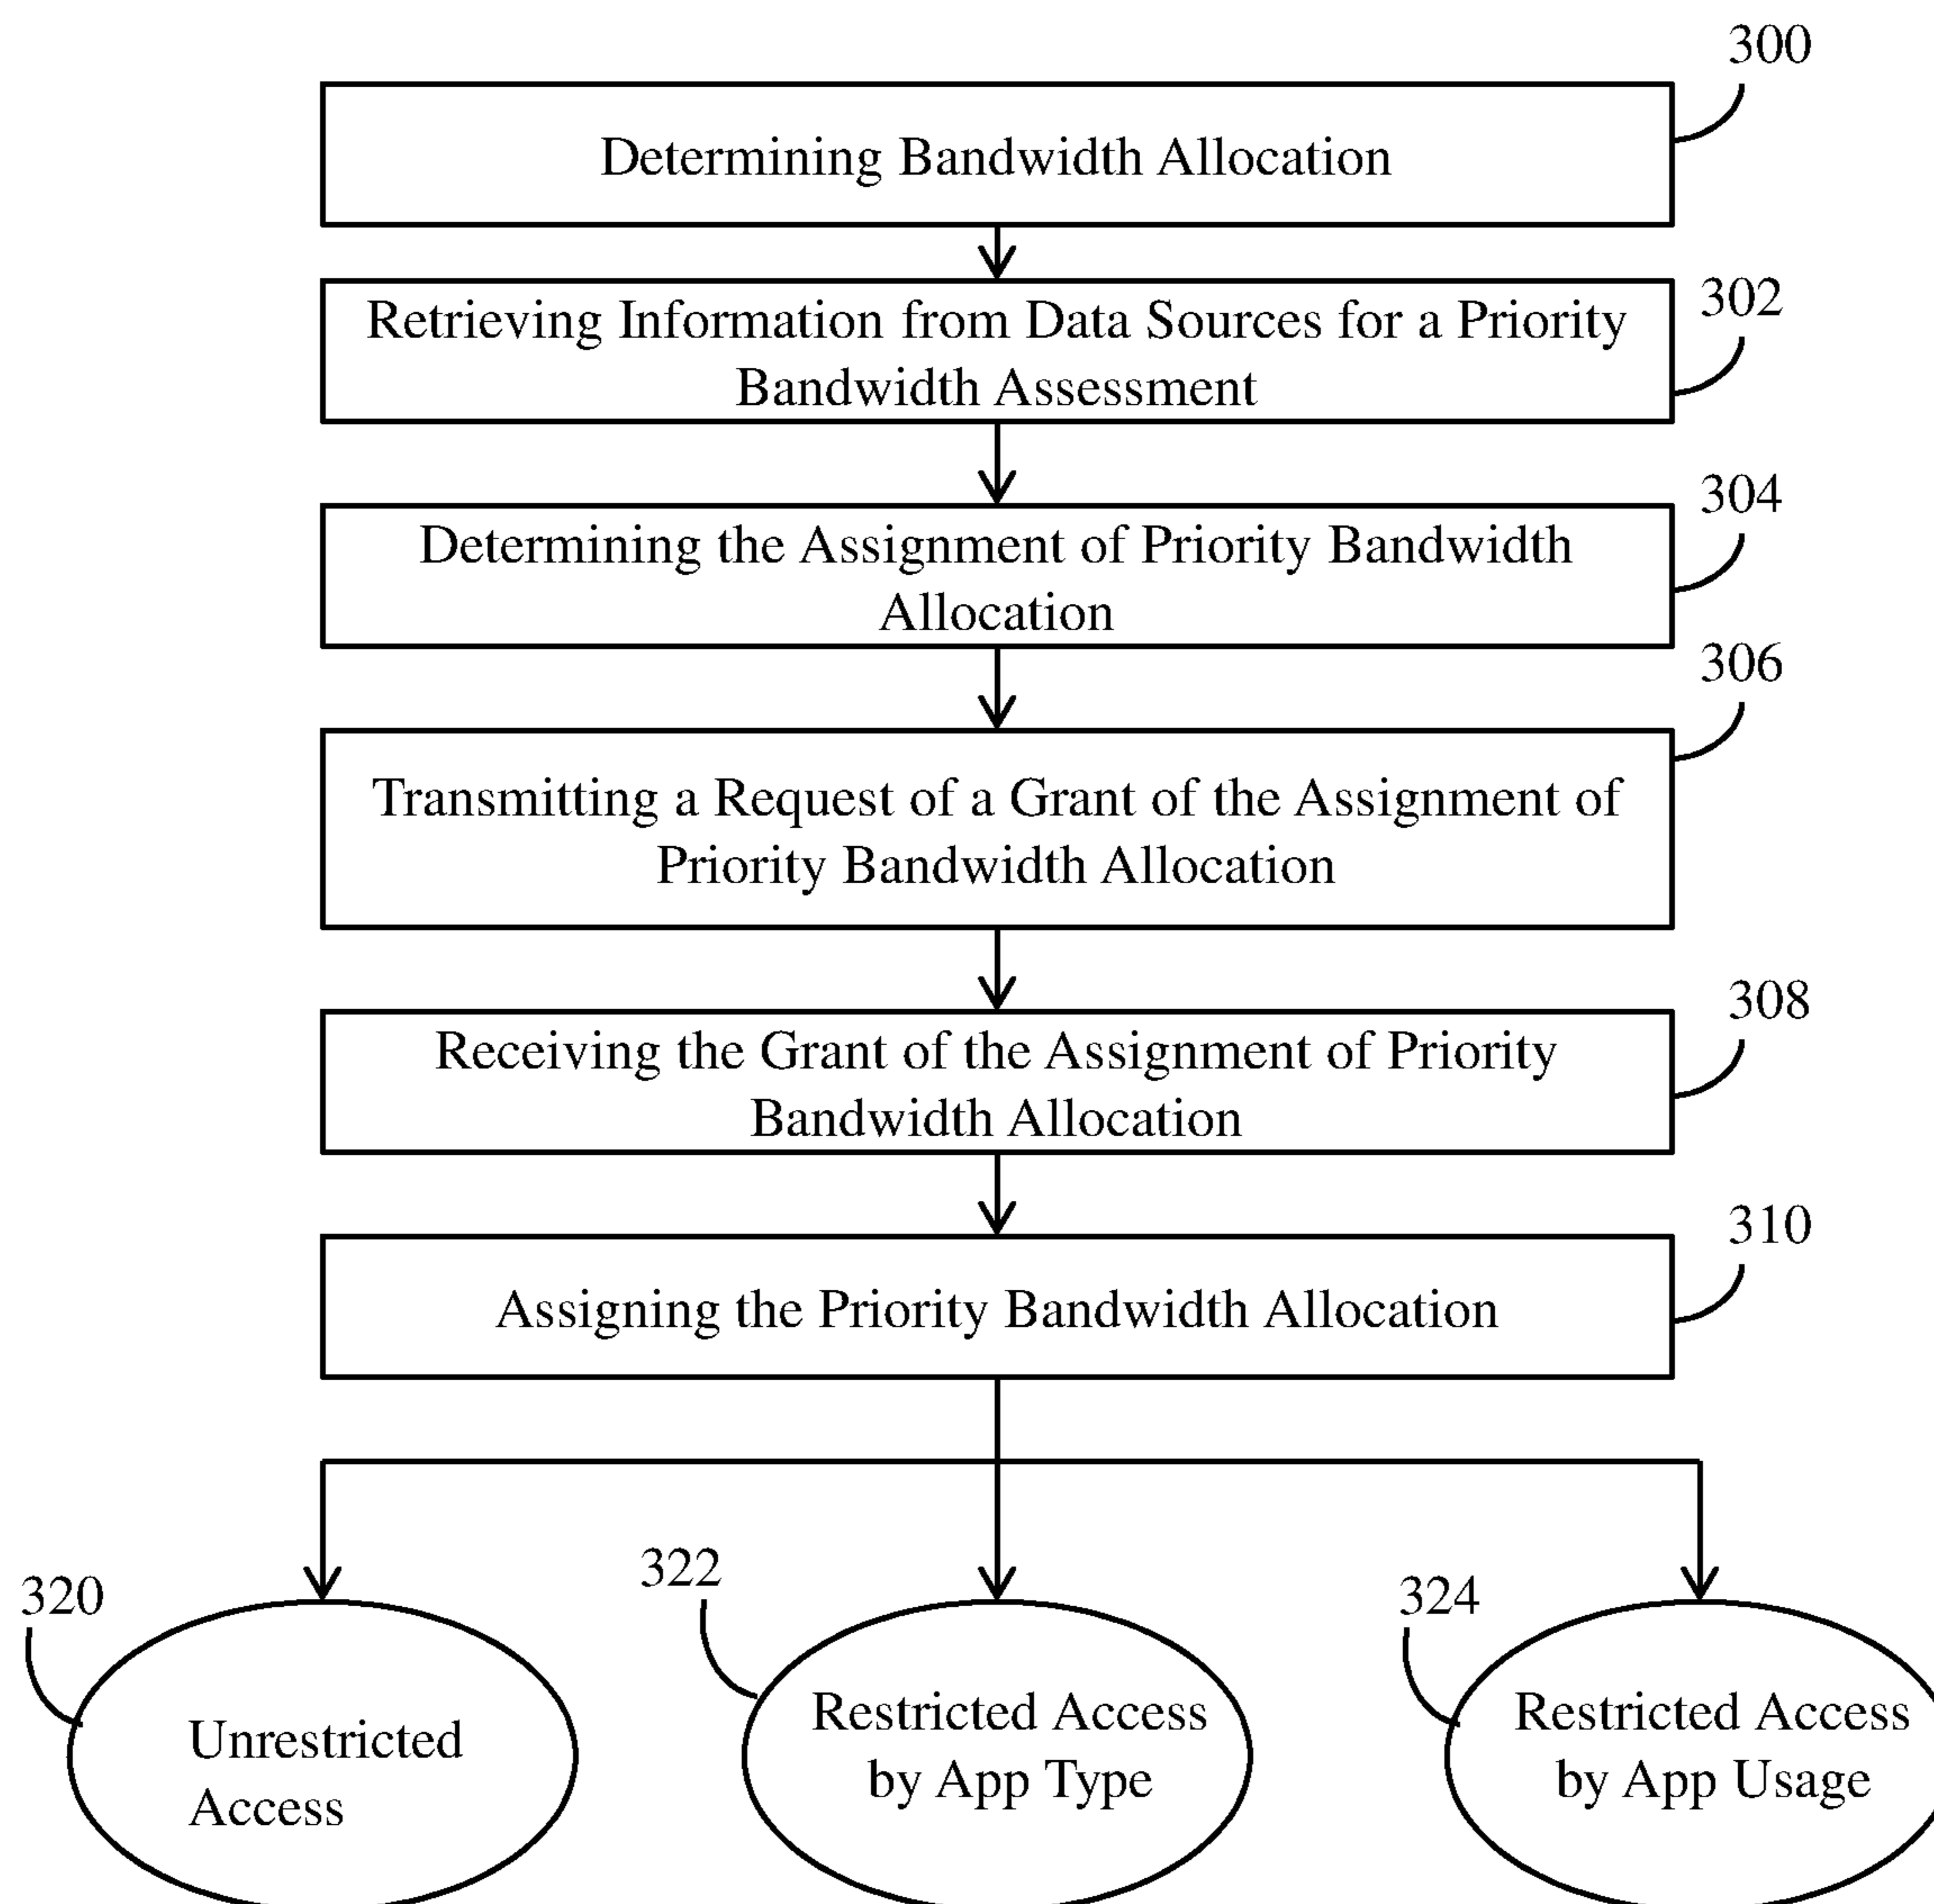 300
Determining Bandwidth Allocation
302
Retrieving Information from Data Sources for a Priority
Bandwidth Assessment
304
Determining the Assignment of Priority Bandwidth
Allocation
306
Transmitting a Request of a Grant of the Assignment of
Priority Bandwidth Allocation
308
Receiving the Grant of the Assignment of Priority
Bandwidth Allocation
310
Assigning the Priority Bandwidth Allocation
320
Unrestricted
Access
322
Restricted Access
by App Type
324
Restricted Access
by App Usage